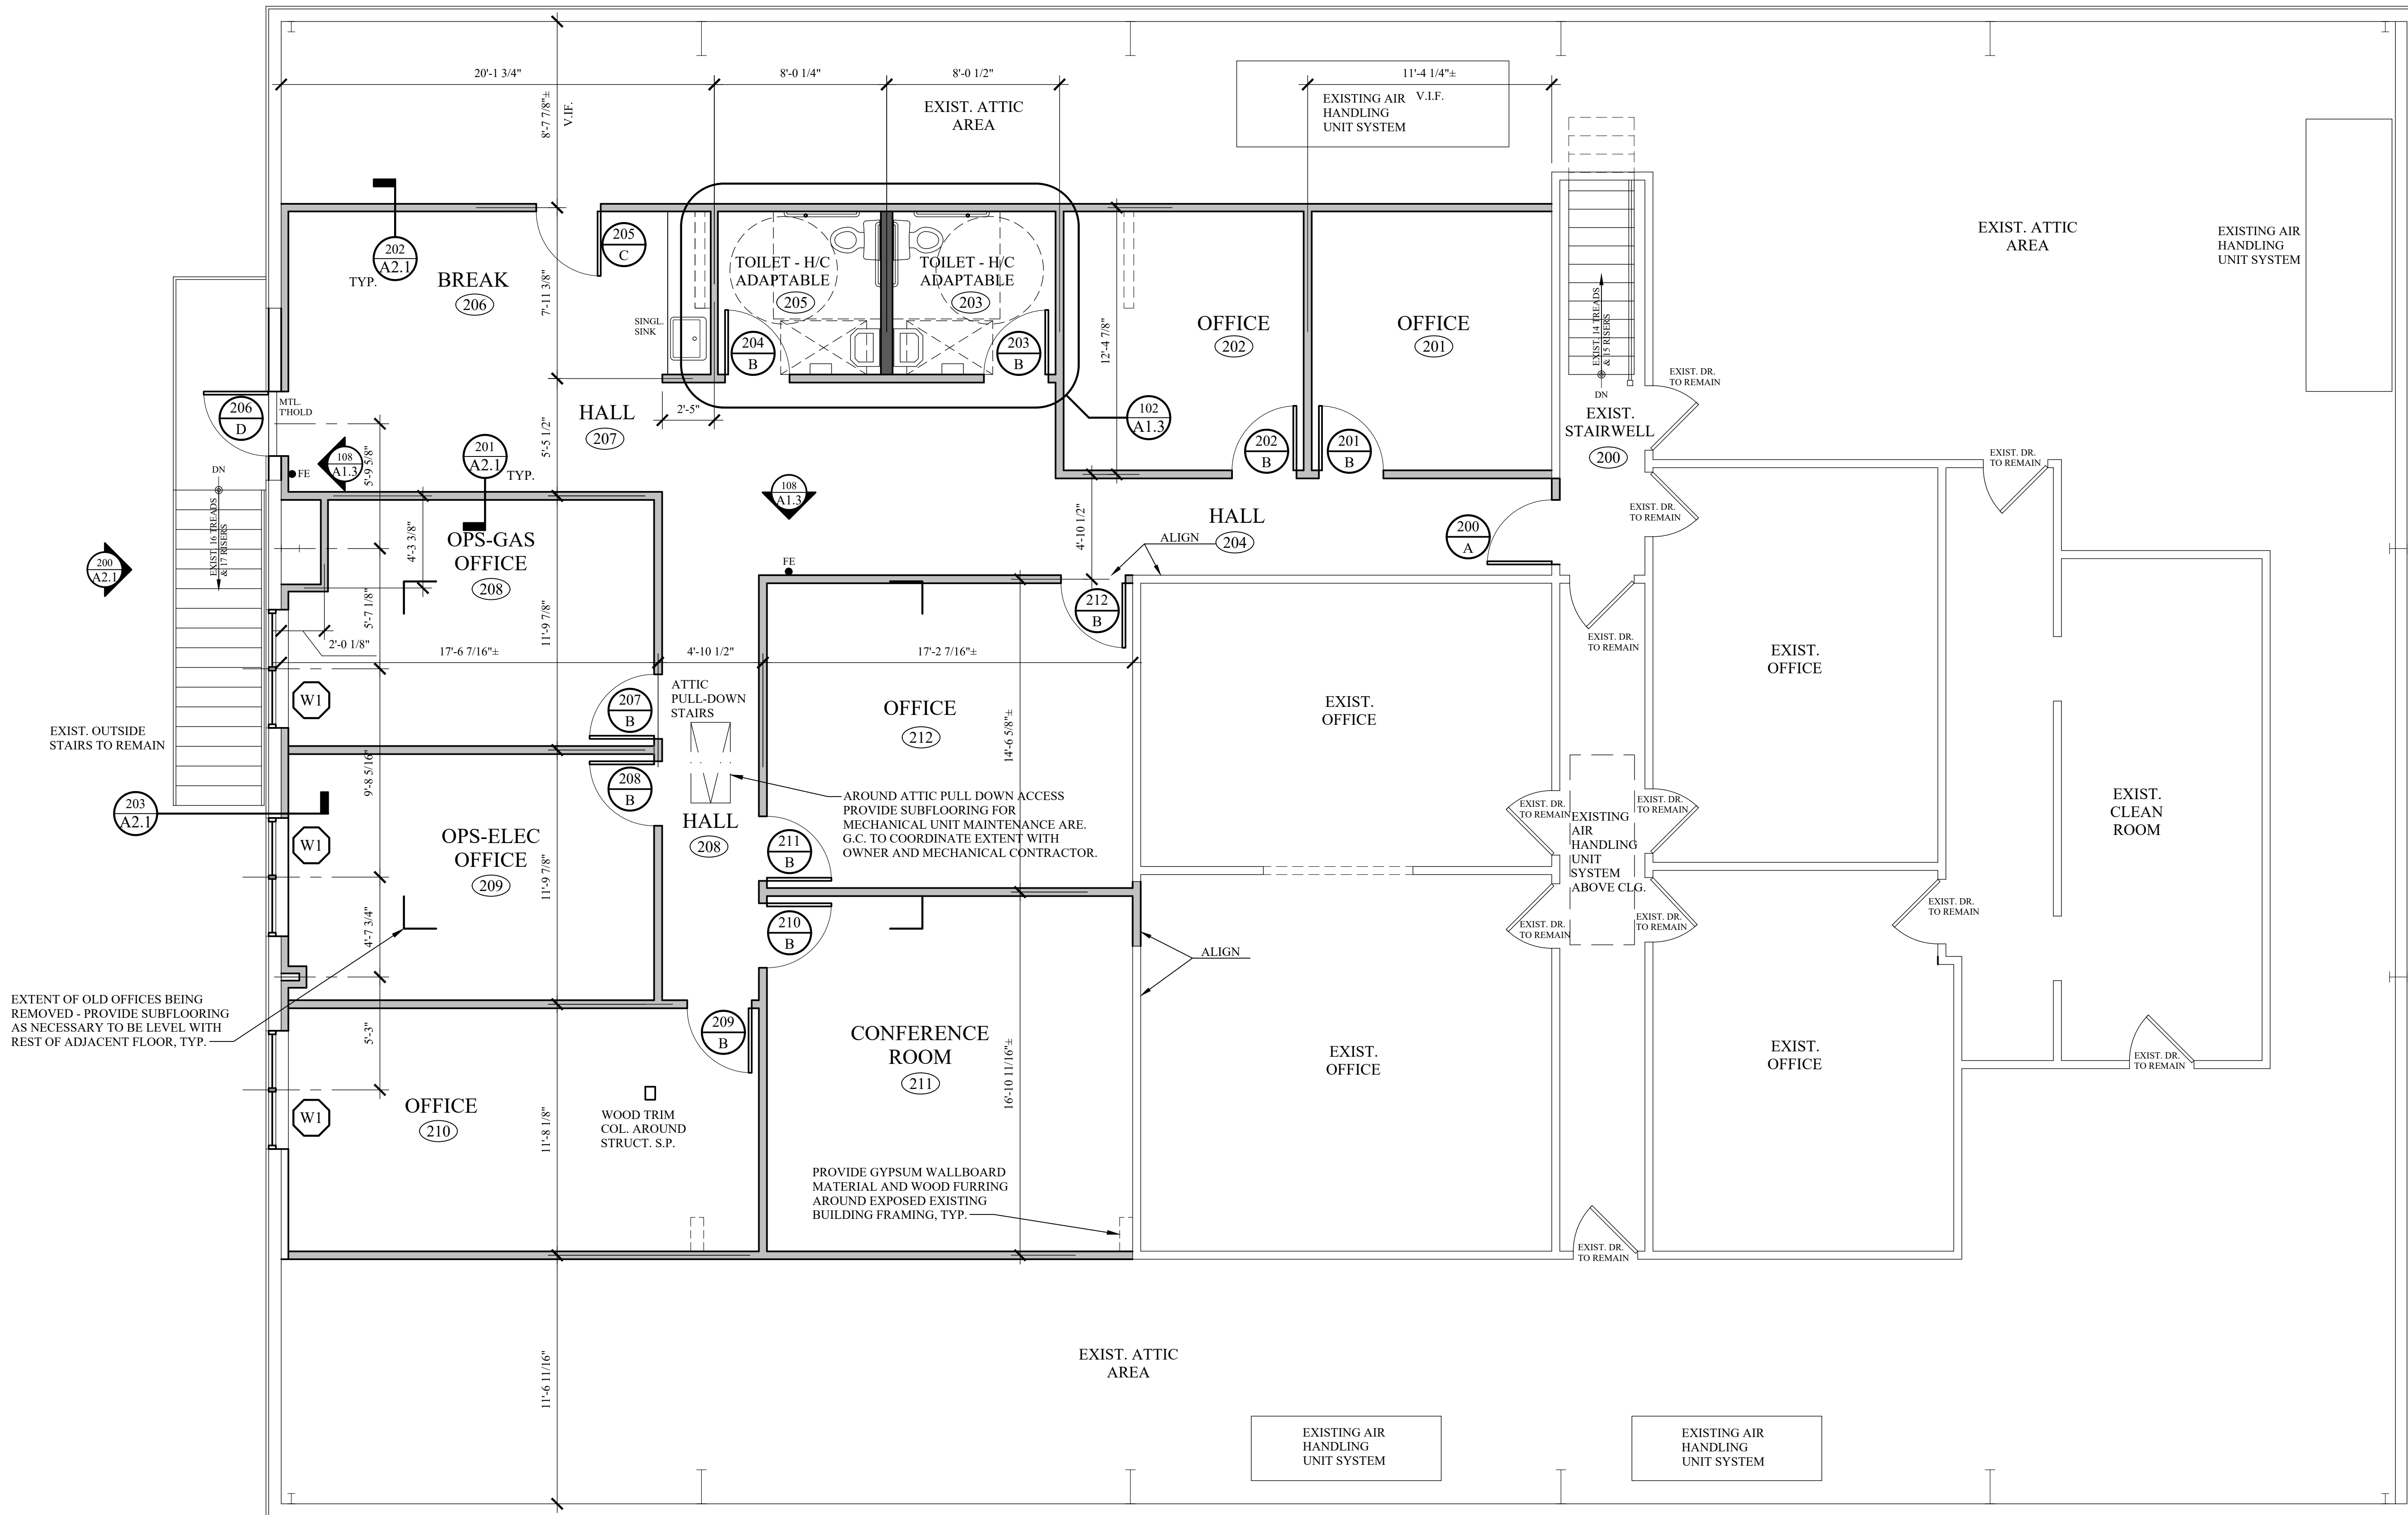 20'-1 3/4"
8'-0 1/4"
8'-0 1/2"
11'-4 1/4"±
V.I.F.
8'-7 7/8"±
V.I.F.
EXIST. ATTIC
AREA
EXISTING AIR
HANDLING
UNIT SYSTEM
202
A2.1
TYP.
BREAK
206
205
C
7'-11 3/8"
SINGL.
SINK
TOILET - H/C
ADAPTABLE
205
TOILET - H/C
ADAPTABLE
203
204
B
203
B
12'-4 7/8"
OFFICE
202
OFFICE
201
EXIST. 14 TREADS
& 15 RISERS
DN
EXIST. DR.
TO REMAIN
EXIST. ATTIC
AREA
EXISTING AIR
HANDLING
UNIT SYSTEM
206
D
MTL.
T'HOLD
HALL
207
2'-5"
102
A1.3
EXIST.
STAIRWELL
200
5'-5 1/2"
5'-9 5/8"
108
A1.3
FE
201
A2.1
TYP.
202
B
201
B
DN
EXIST. 16 TREADS
& 17 RISERS
108
A1.3
EXIST. DR.
TO REMAIN
EXIST. DR.
TO REMAIN
200
A2.1
4'-3 3/8"
OPS-GAS
OFFICE
208
4'-10 1/2"
HALL
204
ALIGN
200
A
FE
212
B
5'-7 1/8"
2'-0 1/8"
11'-9 7/8"
17'-6 7/16"±
4'-10 1/2"
17'-2 7/16"±
EXIST. DR.
TO REMAIN
EXIST.
OFFICE
W1
207
B
ATTIC
PULL-DOWN
STAIRS
OFFICE
212
14'-6 5/8"±
EXIST.
OFFICE
EXIST. OUTSIDE
STAIRS TO REMAIN
9'-8 5/16"
208
B
203
A2.1
AROUND ATTIC PULL DOWN ACCESS
PROVIDE SUBFLOORING FOR
MECHANICAL UNIT MAINTENANCE ARE.
G.C. TO COORDINATE EXTENT WITH
OWNER AND MECHANICAL CONTRACTOR.
EXIST. DR.
TO REMAIN
EXIST. DR.
TO REMAIN
EXISTING
AIR
HANDLING
UNIT
SYSTEM
ABOVE CLG.
EXIST.
CLEAN
ROOM
W1
OPS-ELEC
OFFICE
209
HALL
208
211
B
11'-9 7/8"
4'-7 3/4"
210
B
EXIST. DR.
TO REMAIN
EXIST. DR.
TO REMAIN
EXIST. DR.
TO REMAIN
ALIGN
EXTENT OF OLD OFFICES BEING
REMOVED - PROVIDE SUBFLOORING
AS NECESSARY TO BE LEVEL WITH
REST OF ADJACENT FLOOR, TYP.
5'-3"
209
B
CONFERENCE
ROOM
211
16'-10 11/16"±
EXIST.
OFFICE
EXIST.
OFFICE
EXIST. DR.
TO REMAIN
W1
OFFICE
210
11'-8 1/8"
WOOD TRIM
COL. AROUND
STRUCT. S.P.
PROVIDE GYPSUM WALLBOARD
MATERIAL AND WOOD FURRING
AROUND EXPOSED EXISTING
BUILDING FRAMING, TYP.
EXIST. DR.
TO REMAIN
11'-6 11/16"
EXIST. ATTIC
AREA
EXISTING AIR
HANDLING
UNIT SYSTEM
EXISTING AIR
HANDLING
UNIT SYSTEM